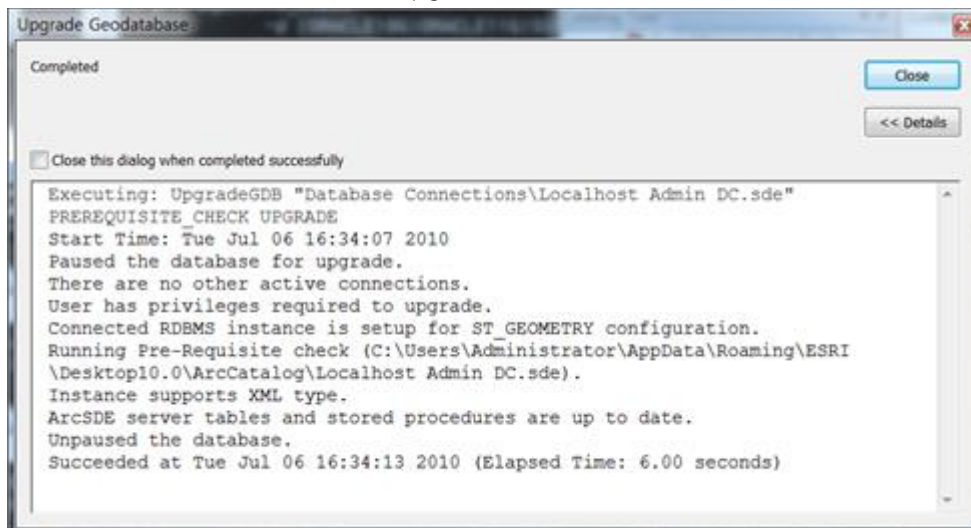 Upgrade Geodatabase
Completed
Close
<< Details
Close this dialog when completed successfully
Executing: UpgradeGDB "Database Connections\Localhost Admin DC.sde"
PREREQUISITE_CHECK UPGRADE
Start Time: Tue Jul 06 16:34:07 2010
Paused the database for upgrade.
There are no other active connections.
User has privileges required to upgrade.
Connected RDBMS instance is setup for ST_GEOMETRY configuration.
Running Pre-Requisite check (C:\Users\Administrator\AppData\Roaming\ESRI
\Desktop10.0\ArcCatalog\Localhost Admin DC.sde).
Instance supports XML type.
ArcSDE server tables and stored procedures are up to date.
Unpaused the database.
Succeeded at Tue Jul 06 16:34:13 2010 (Elapsed Time: 6.00 seconds)